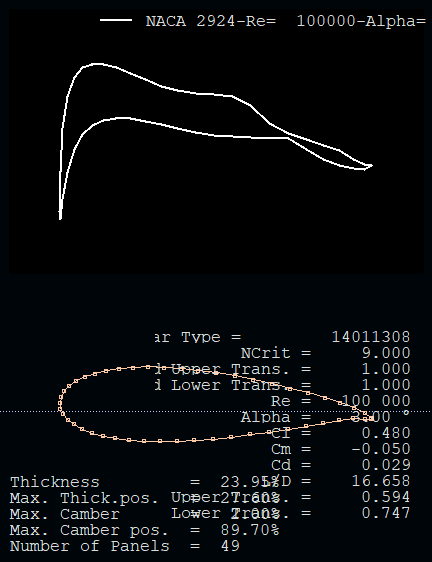 NACA 2924-Re= 100000-Alpha=
ar Type = 14011308
NCrit = 9.000
d Upper Trans. = 1.000
d Lower Trans = 1.000
Re = 100 000
Alpha = 3.00
Cl = 0.480
Cm = -0.050
Cd = 0.029
L/D = 16.658
Thickness = 23.95%
Max. Thick.pos. = 27.60%
Upper Trans. = 0.594
Max. Camber = 2.60%
Lower Trans. = 0.747
Max. Camber pos. = 89.70%
Number of Panels = 49